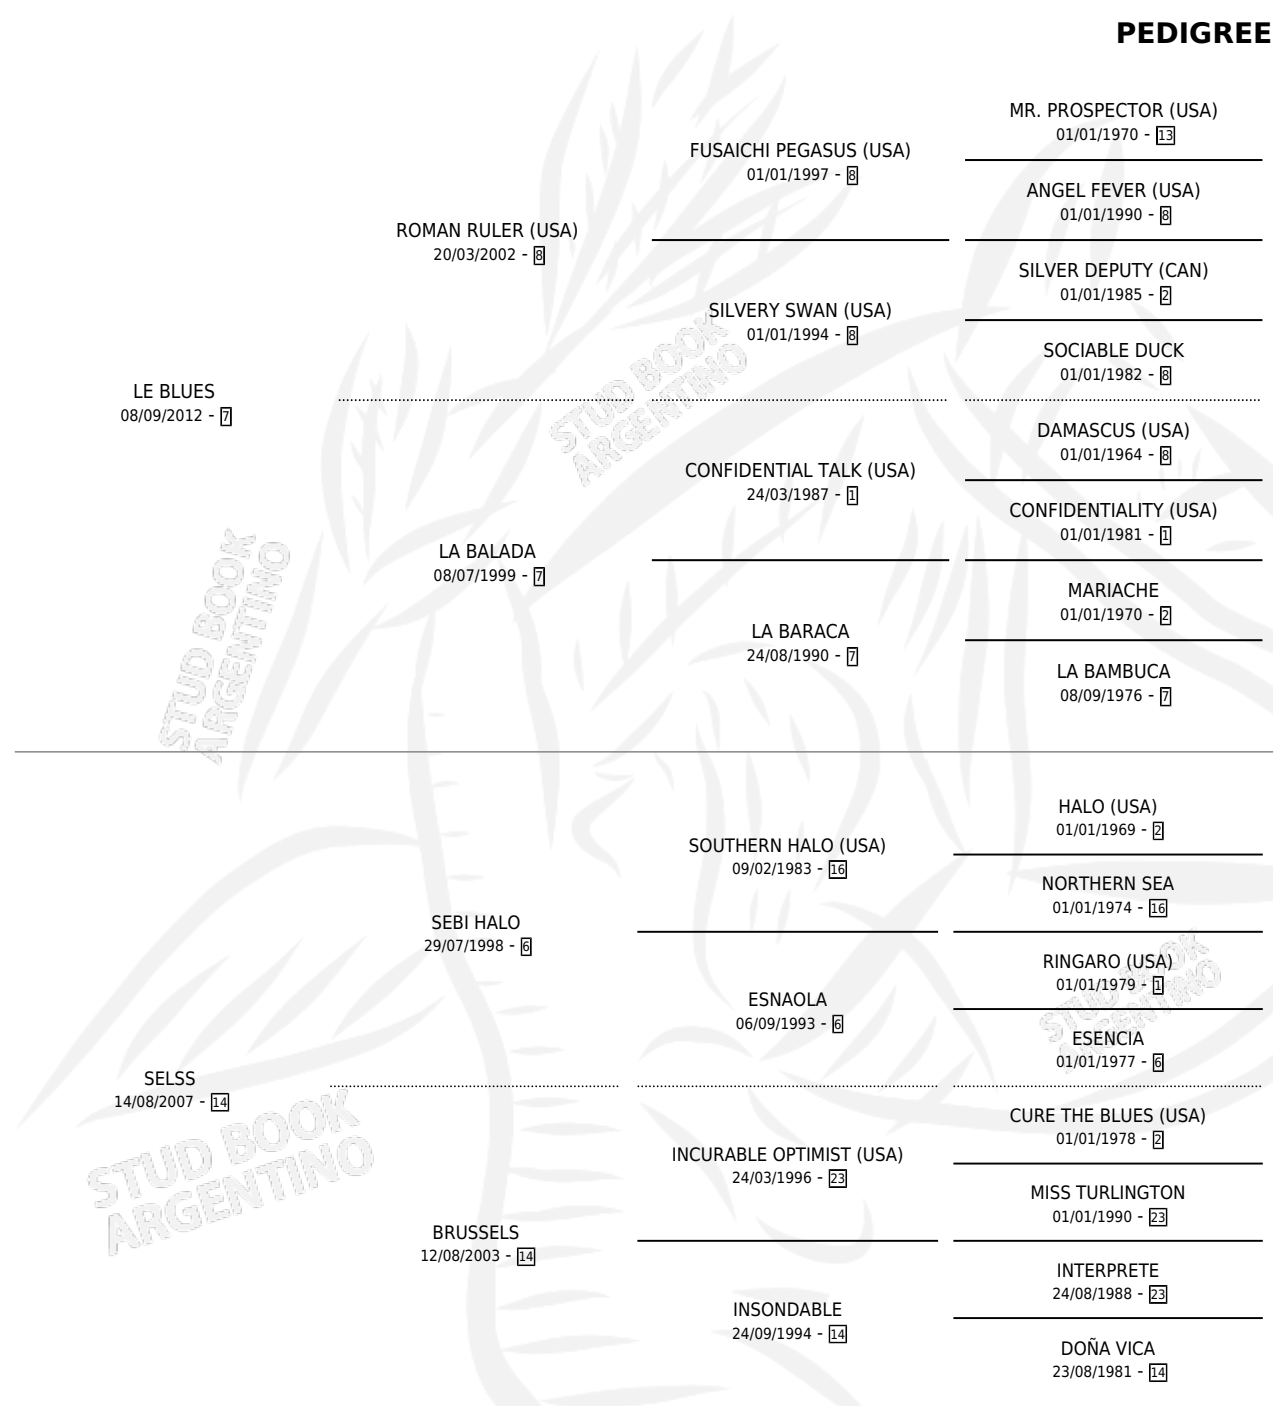 PEDIGREE
MR. PROSPECTOR (USA)
01/01/1970 - 13
FUSAICHI PEGASUS (USA)
01/01/1997 - 8
ANGEL FEVER (USA)
01/01/1990 - 8
ROMAN RULER (USA)
20/03/2002 - 8
SILVER DEPUTY (CAN)
01/01/1985 - 2
SILVERY SWAN (USA)
01/01/1994 - 8
SOCIABLE DUCK
01/01/1982 - 8
LE BLUES
08/09/2012 - 7
STUD BOOK
ARGENTINO
DAMASCUS (USA)
01/01/1964 - 8
CONFIDENTIAL TALK (USA)
24/03/1987 - 1
CONFIDENTIALITY (USA)
01/01/1981 - 1
LA BALADA
08/07/1999 - 7
MARIACHE
01/01/1970 - 2
LA BARACA
24/08/1990 - 7
LA BAMBUCA
08/09/1976 - 7
STUD BOOK
ARGENTINO
HALO (USA)
01/01/1969 - 2
SOUTHERN HALO (USA)
09/02/1983 - 16
NORTHERN SEA
01/01/1974 - 16
SEBI HALO
29/07/1998 - 6
RINGARO (USA)
01/01/1979 - 1
ESNAOLA
06/09/1993 - 6
ESENCIA
01/01/1977 - 6
STUD BOOK
ARGENTINO
SELSS
14/08/2007 - 14
CURE THE BLUES (USA)
01/01/1978 - 2
INCURABLE OPTIMIST (USA)
24/03/1996 - 23
MISS TURLINGTON
01/01/1990 - 23
STUD BOOK
ARGENTINO
BRUSSELS
12/08/2003 - 14
INTERPRETE
24/08/1988 - 23
INSONDABLE
24/09/1994 - 14
DOÑA VICA
23/08/1981 - 14